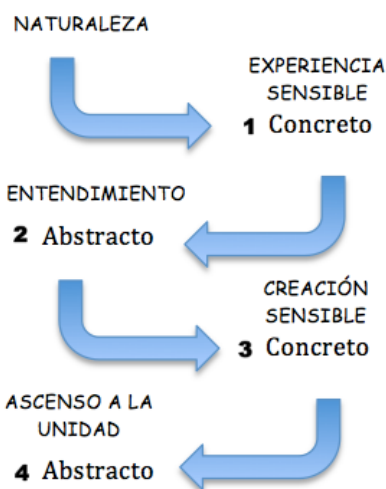 NATURALEZA
EXPERIENCIA
SENSIBLE
1 Concreto
ENTENDIMIENTO
2 Abstracto
CREACIÓN
SENSIBLE
3 Concreto
ASCENSO A LA
UNIDAD
4 Abstracto